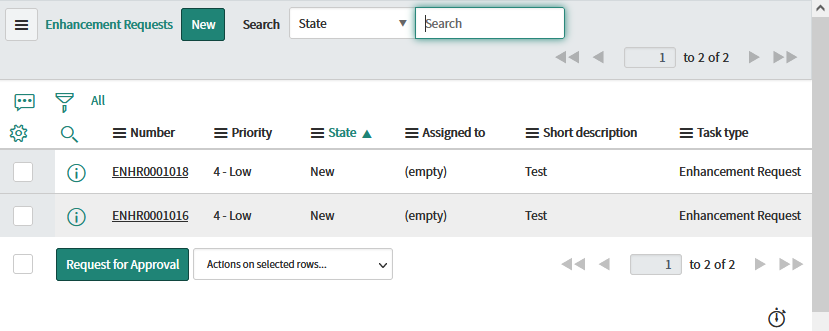 Enhancement Requests New Search State Search
1 to 2 of 2
All
Number Priority State Assigned to Short description Task type
ENHR0001018 4 - Low New (empty) Test Enhancement Request
ENHR0001016 4 - Low New (empty) Test Enhancement Request
Request for Approval Actions on selected rows... 1 to 2 of 2